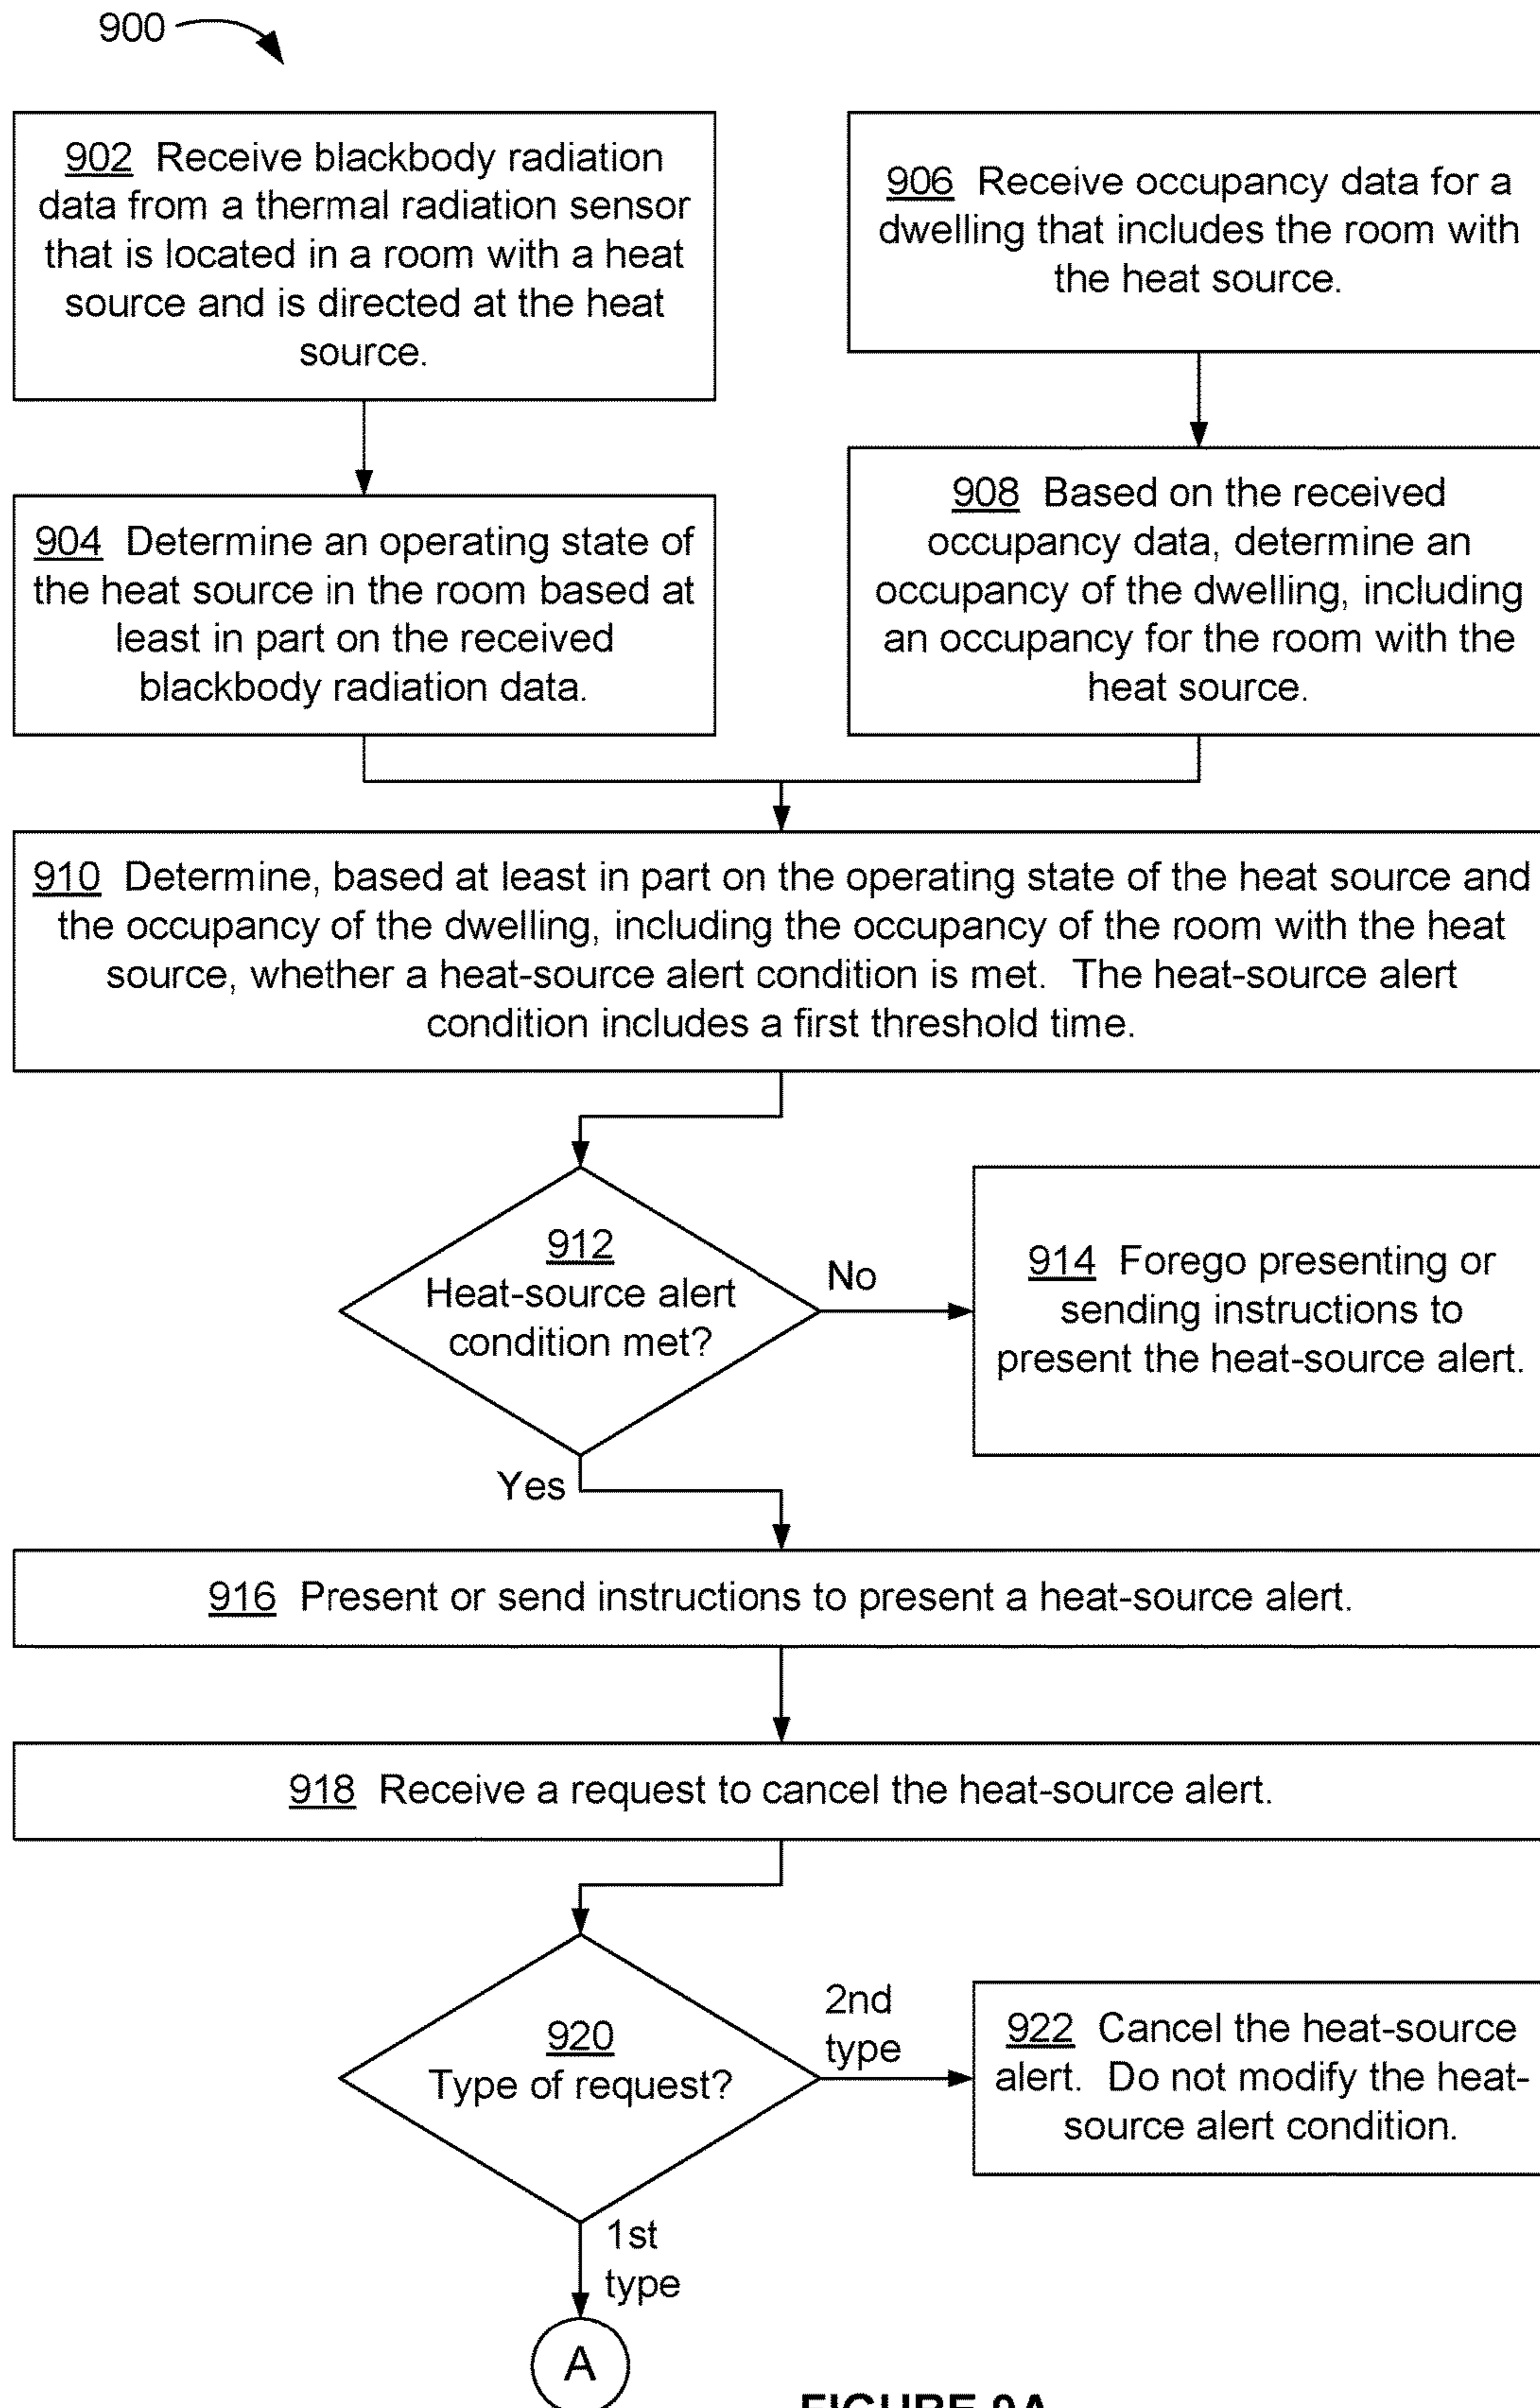 900
902 Receive blackbody radiation
data from a thermal radiation sensor
that is located in a room with a heat
source and is directed at the heat
source.
906 Receive occupancy data for a
dwelling that includes the room with
the heat source.
904 Determine an operating state of
the heat source in the room based at
least in part on the received
blackbody radiation data.
908 Based on the received
occupancy data, determine an
occupancy of the dwelling, including
an occupancy for the room with the
heat source.
910 Determine, based at least in part on the operating state of the heat source and
the occupancy of the dwelling, including the occupancy of the room with the heat
source, whether a heat-source alert condition is met. The heat-source alert
condition includes a first threshold time.
912
Heat-source alert
condition met?
No
914 Forego presenting or
sending instructions to
present the heat-source alert.
Yes
916 Present or send instructions to present a heat-source alert.
918 Receive a request to cancel the heat-source alert.
920
Type of request?
2nd
type
922 Cancel the heat-source
alert. Do not modify the heat-
source alert condition.
1st
type
A
FIGURE 9A